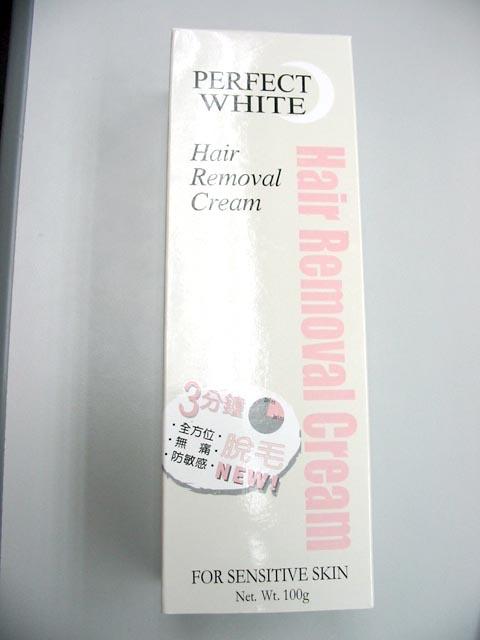 PERFECT
WHITE
Hair
Removal
Cream
Hair Removal Cream
3分鐘
脫毛
·全方位·
·無 痛·
·防敏感·
NEW!
FOR SENSITIVE SKIN
Net. Wt. 100g